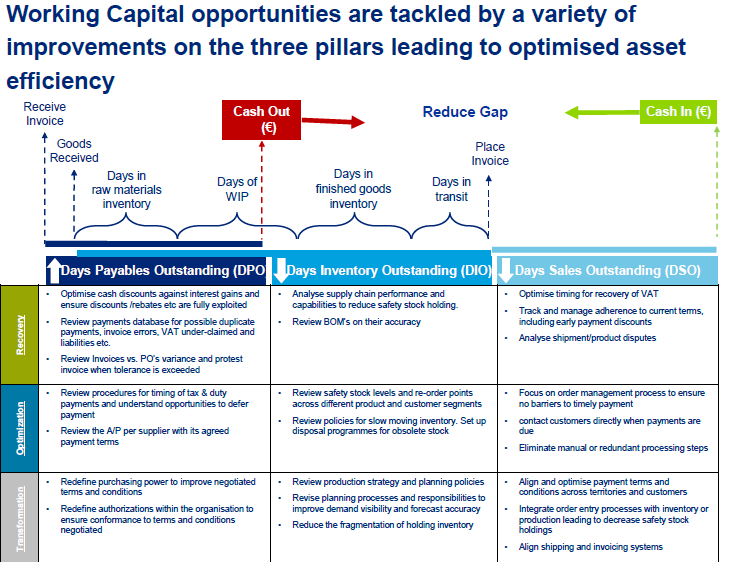 Working Capital opportunities are tackled by a variety of
improvements on the three pillars leading to optimised asset
efficiency
Receive
Invoice
Goods
Received
Cash Out
(€)
Reduce Gap
Cash In (€)
Place
Invoice
Days in
raw materials
inventory
Days of
WIP
Days in
finished goods
inventory
Days in
transit
Days Payables Outstanding (DPO
Days Inventory Outstanding (DIO)
Days Sales Outstanding (DSO)
Recovery
• Optimise cash discounts against interest gains and
ensure discounts /rebates etc are fully exploited
• Review payments database for possible duplicate
payments, invoice errors, VAT under-claimed and
liabilities etc.
• Review Invoices vs. PO's variance and protest
invoice when tolerance is exceeded
• Analyse supply chain performance and
capabilities to reduce safety stock holding.
• Review BOM's on their accuracy
• Optimise timing for recovery of VAT
• Track and manage adherence to current terms,
including early payment discounts
• Analyse shipment/product disputes
Optimization
• Review procedures for timing of tax & duty
payments and understand opportunities to defer
payment
• Review the A/P per supplier with its agreed
payment terms
• Review safety stock levels and re-order points
across different product and customer segments
• Review policies for slow moving inventory. Set up
disposal programmes for obsolete stock
• Focus on order management process to ensure
no barriers to timely payment
• contact customers directly when payments are
due
• Eliminate manual or redundant processing steps
Transformation
• Redefine purchasing power to improve negotiated
terms and conditions
• Redefine authorizations within the organisation to
ensure conformance to terms and conditions
negotiated
• Review production strategy and planning policies
• Revise planning processes and responsibilities to
improve demand visibility and forecast accuracy
• Reduce the fragmentation of holding inventory
• Align and optimise payment terms and
conditions across territories and customers
• Integrate order entry processes with inventory or
production leading to decrease safety stock
holdings
• Align shipping and invoicing systems